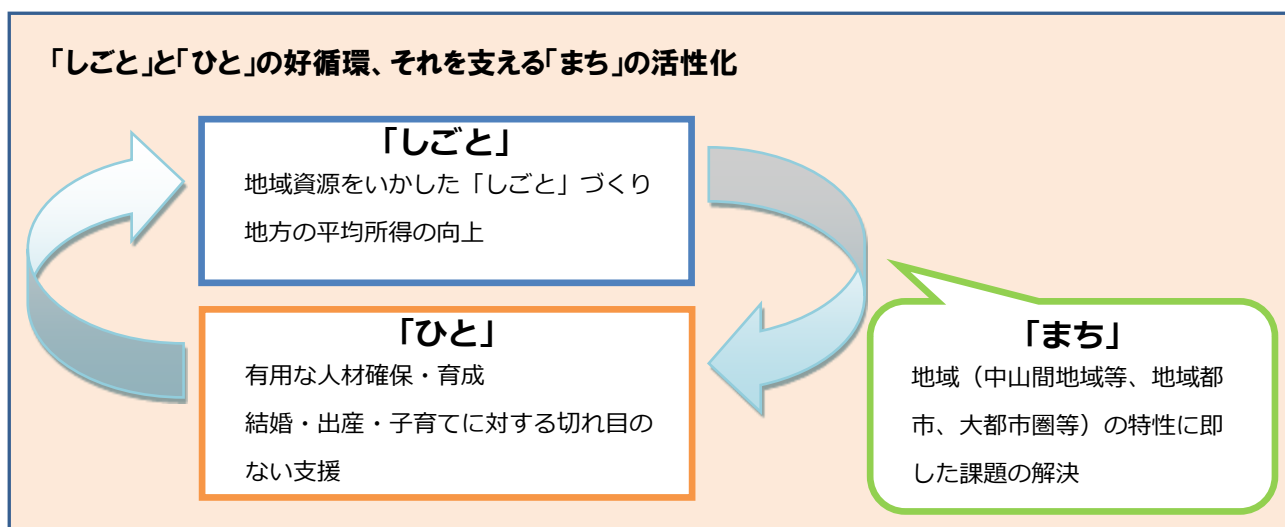 「しごと」と「ひと」の好循環、それを支える「まち」の活性化
「しごと」
地域資源をいかした「しごと」づくり
地方の平均所得の向上
「ひと」
有用な人材確保・育成
結婚・出産・子育てに対する切れ目の
ない支援
「まち」
地域（中山間地域等、地域都
市、大都市圏等）の特性に即
した課題の解決